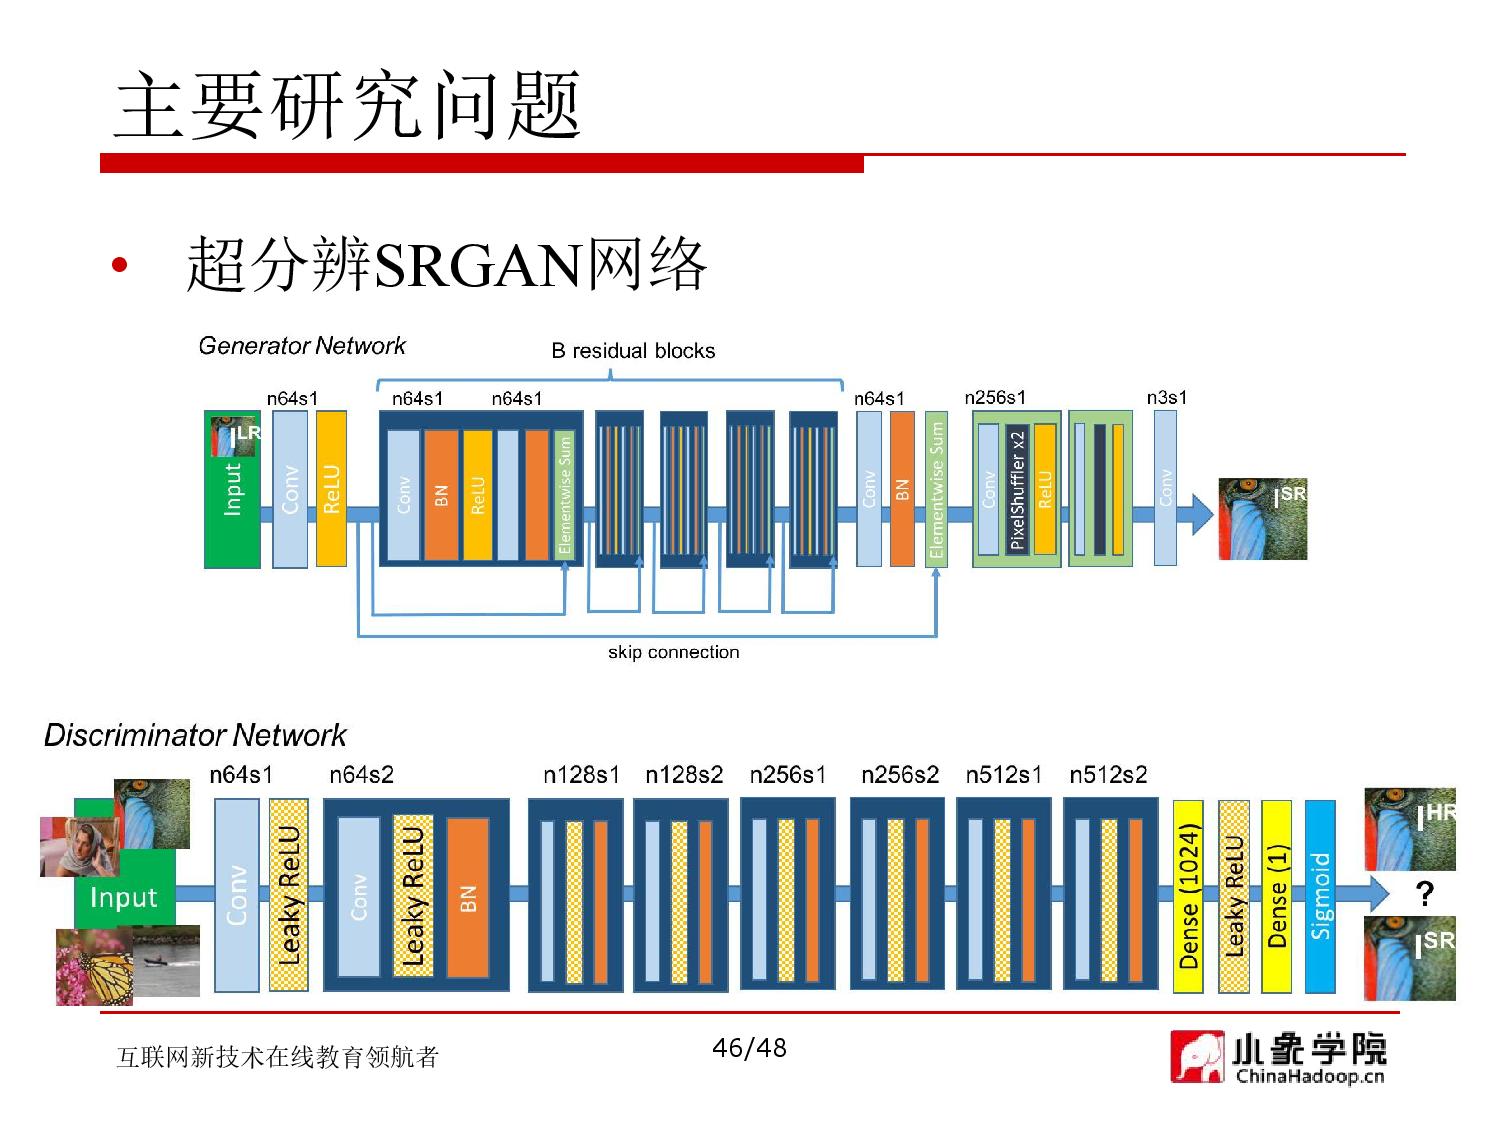 主要研究问题
• 超分辨SRGAN网络
Generator Network
B residual blocks
n64s1 n64s1 n64s1 n64s1 n256s1 n3s1
I^LR
Input
Conv
ReLU
Conv
BN
ReLU
Elementwise Sum
Conv
BN
Elementwise Sum
Conv
PixelShuffler x2
ReLU
Conv
I^SR
skip connection
Discriminator Network
n64s1 n64s2 n128s1 n128s2 n256s1 n256s2 n512s1 n512s2
Input
Conv
Leaky ReLU
Conv
Leaky ReLU
BN
Dense (1024)
Leaky ReLU
Dense (1)
Sigmoid
I^HR
?
I^SR
互联网新技术在线教育领航者
46/48
小象学院
ChinaHadoop.cn